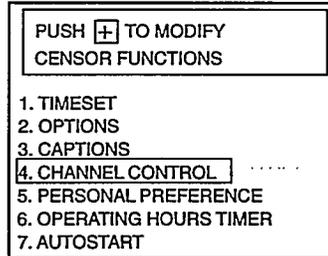 PUSH + TO MODIFY
CENSOR FUNCTIONS
1. TIMESET
2. OPTIONS
3. CAPTIONS
4. CHANNEL CONTROL
5. PERSONAL PREFERENCE
6. OPERATING HOURS TIMER
7. AUTOSTART